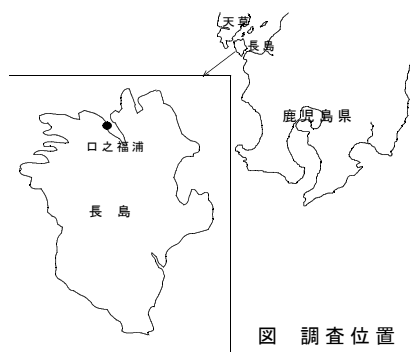 天草
長島
鹿児島県
口之福浦
長 島
図 調査位置